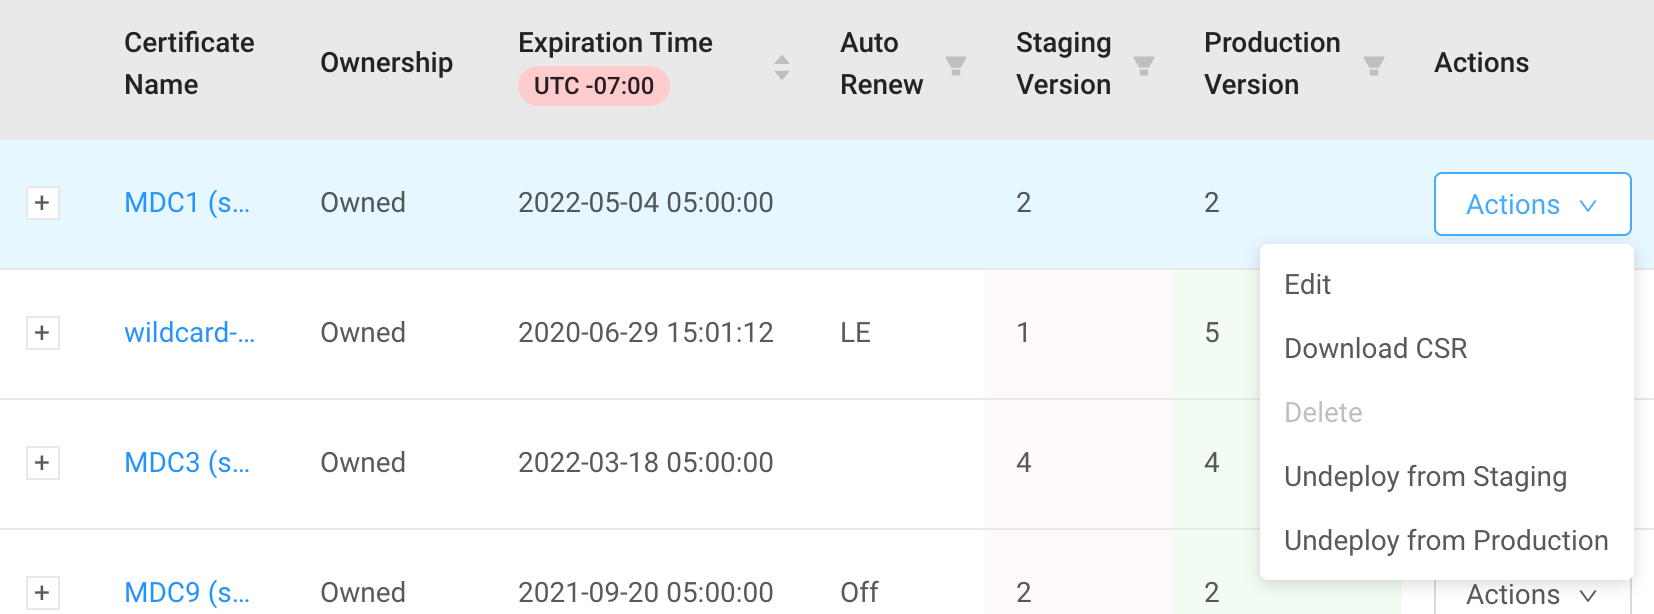 Certificate Name
Ownership
Expiration Time
UTC -07:00
Auto Renew
Staging Version
Production Version
Actions
+ MDC1 (s... Owned 2022-05-04 05:00:00 2 2 Actions
Edit
Download CSR
Delete
Undeploy from Staging
Undeploy from Production
+ wildcard-... Owned 2020-06-29 15:01:12 LE 1 5
+ MDC3 (s... Owned 2022-03-18 05:00:00 4 4
+ MDC9 (s... Owned 2021-09-20 05:00:00 Off 2 2 Actions